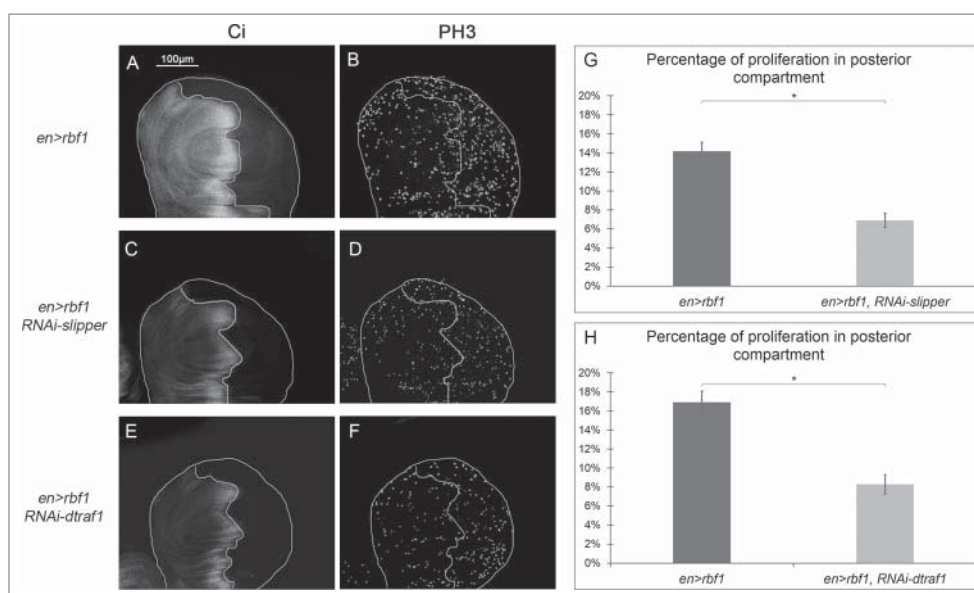 Ci
PH3
en>rbf1
A
100μm
B
en>rbf1
RNAi-slipper
C
D
en>rbf1
RNAi-dtraf1
E
F
G
Percentage of proliferation in posterior
compartment
*
20%
18%
16%
14%
12%
10%
8%
6%
4%
2%
0%
en>rbf1
en>rbf1, RNAi-slipper
H
Percentage of proliferation in posterior
compartment
*
20%
18%
16%
14%
12%
10%
8%
6%
4%
2%
0%
en>rbf1
en>rbf1, RNAi-dtraf1